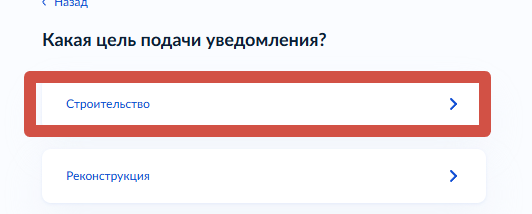 Назад
Какая цель подачи уведомления?
Строительство
Реконструкция